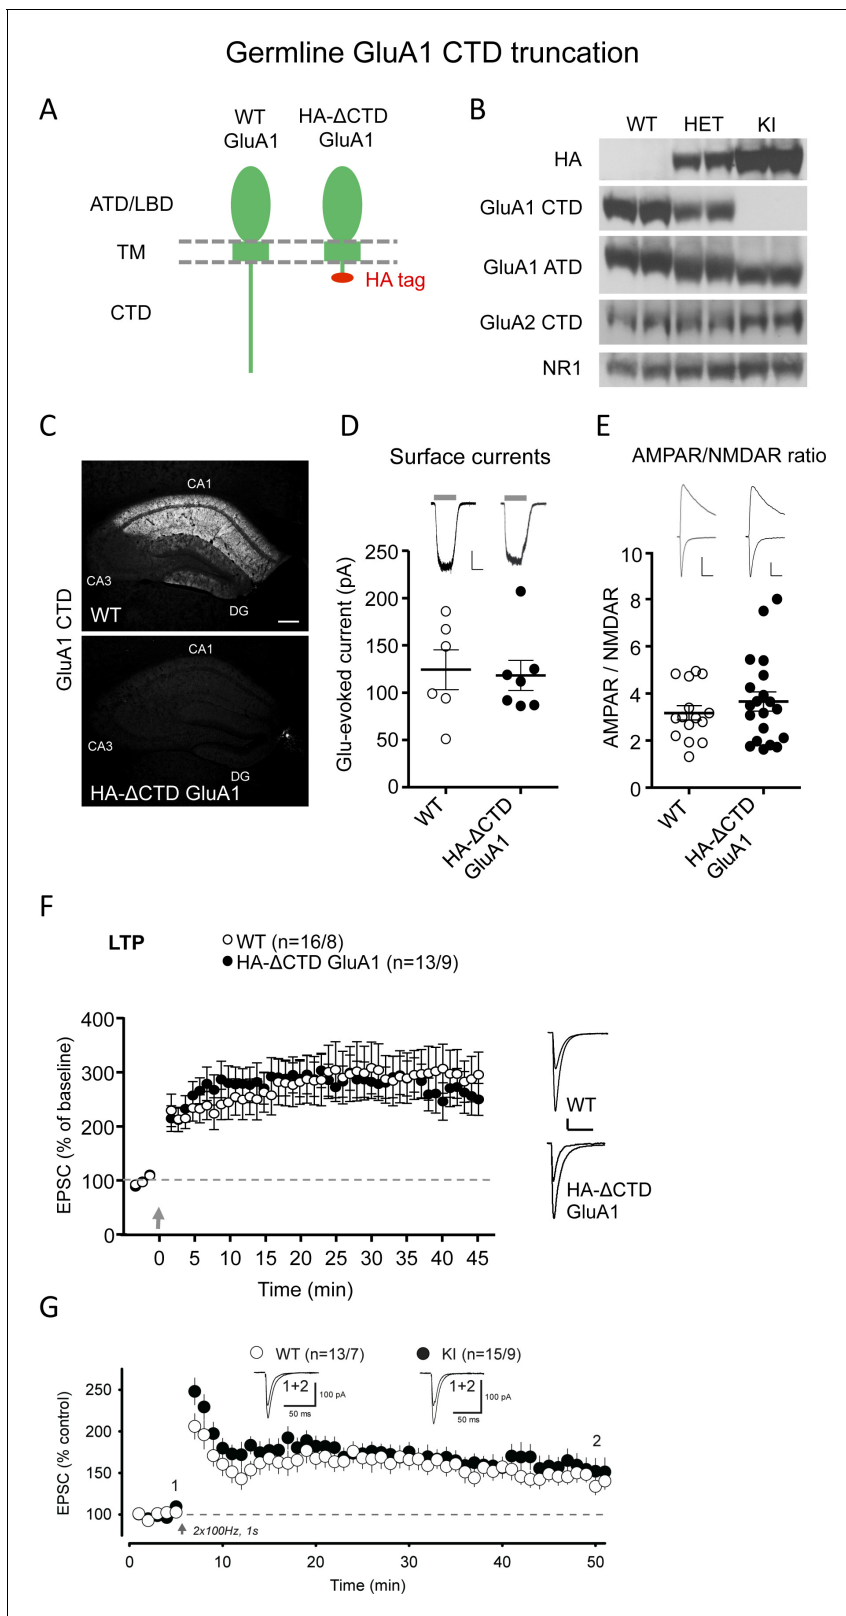 Germline GluA1 CTD truncation
A
WT
GluA1
HA-ΔCTD
GluA1
ATD/LBD
TM
CTD
HA tag
B
WT HET KI
HA
GluA1 CTD
GluA1 ATD
GluA2 CTD
NR1
C
GluA1 CTD
CA1
CA3
DG
WT
CA1
CA3
DG
HA-ΔCTD GluA1
D
Surface currents
Glu-evoked current (pA)
250
200
150
100
50
0
WT
HA-ΔCTD
GluA1
E
AMPAR/NMDAR ratio
AMPAR / NMDAR
10
8
6
4
2
0
WT
HA-ΔCTD
GluA1
F
LTP
WT (n=16/8)
HA-ΔCTD GluA1 (n=13/9)
EPSC (% of baseline)
400
300
200
100
0
0 5 10 15 20 25 30 35 40 45
Time (min)
WT
HA-ΔCTD
GluA1
G
WT (n=13/7)
KI (n=15/9)
1+2
100 pA
50 ms
1+2
100 pA
50 ms
EPSC (% control)
250
200
150
100
1
2
2x100Hz, 1s
0 10 20 30 40 50
Time (min)